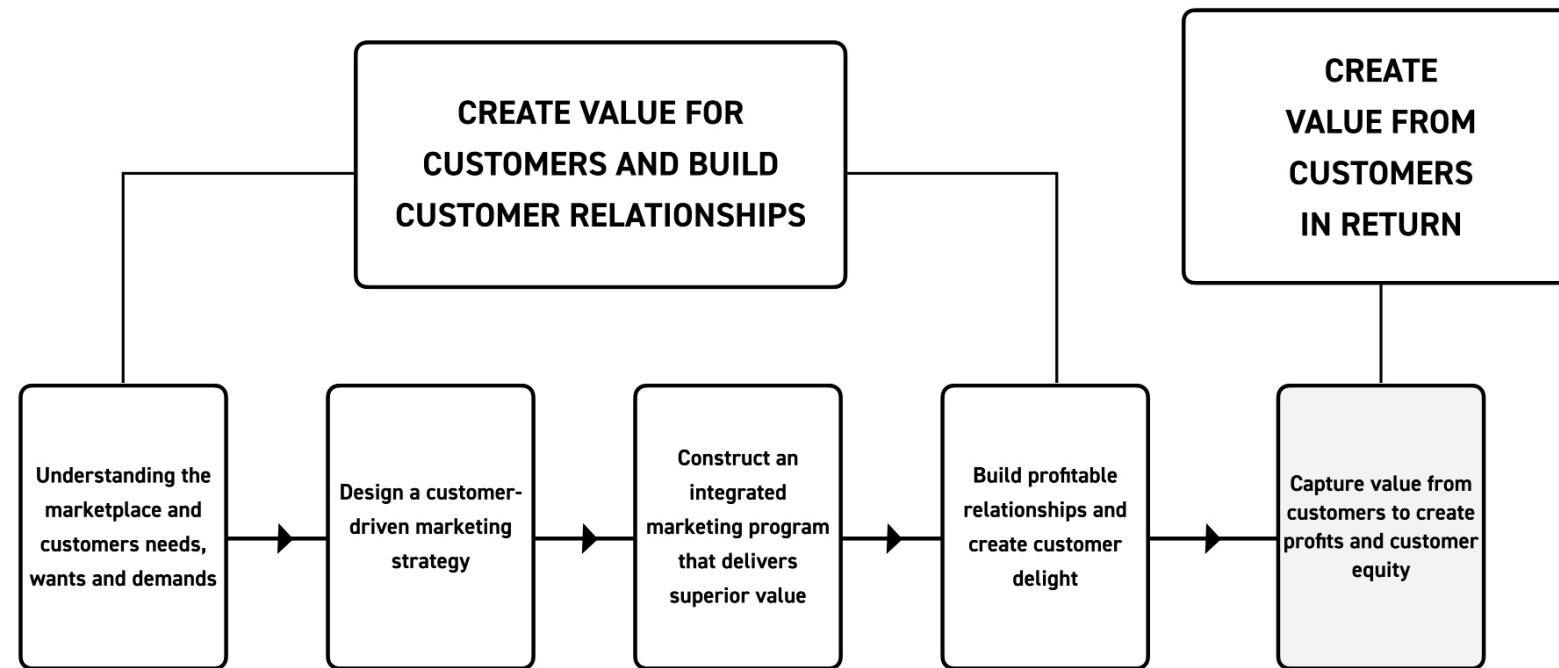 CREATE VALUE FOR
CUSTOMERS AND BUILD
CUSTOMER RELATIONSHIPS
CREATE
VALUE FROM
CUSTOMERS
IN RETURN
Understanding the
marketplace and
customers needs,
wants and demands
Design a customer-
driven marketing
strategy
Construct an
integrated
marketing program
that delivers
superior value
Build profitable
relationships and
create customer
delight
Capture value from
customers to create
profits and customer
equity